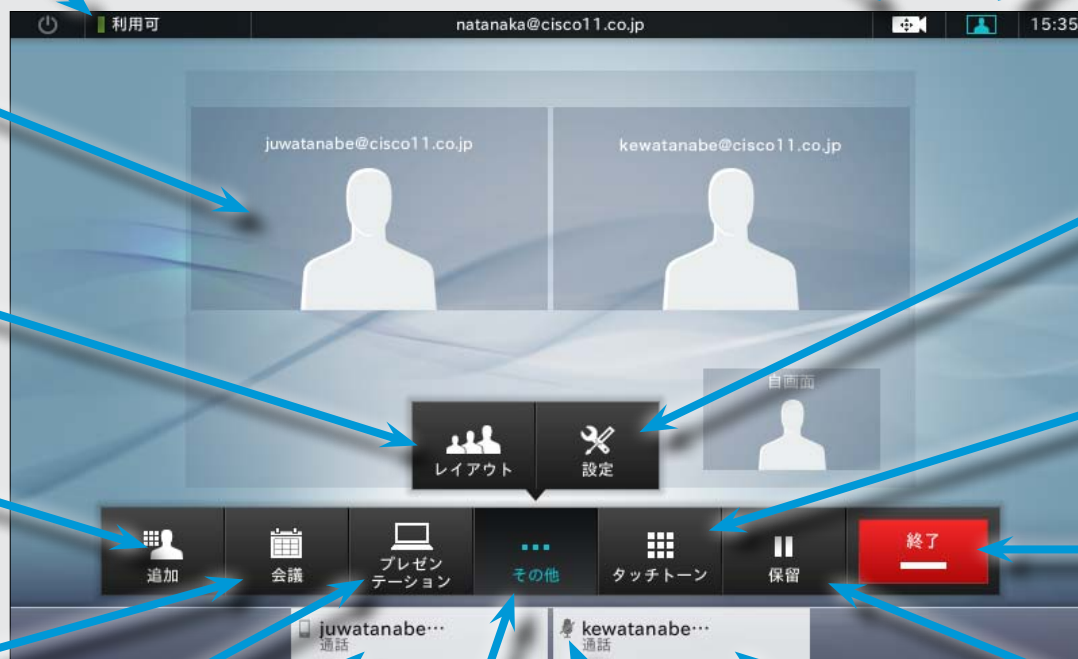 利用可
natanaka@cisco11.co.jp
15:35
juwatanabe@cisco11.co.jp
kewatanabe@cisco11.co.jp
自画面
レイアウト
設定
追加
会議
プレゼン
テーション
その他
タッチトーン
保留
終了
juwatanabe…
通話
kewatanabe…
通話